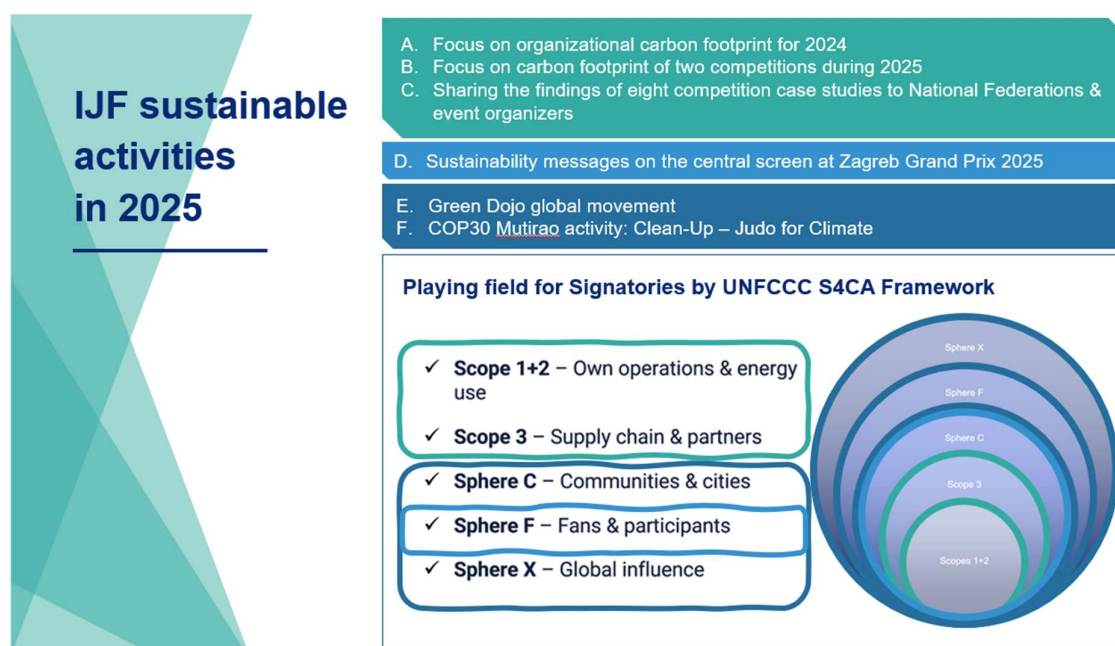 IJF sustainable
activities
in 2025
A. Focus on organizational carbon footprint for 2024
B. Focus on carbon footprint of two competitions during 2025
C. Sharing the findings of eight competition case studies to National Federations &
event organizers
D. Sustainability messages on the central screen at Zagreb Grand Prix 2025
E. Green Dojo global movement
F. COP30 Mutirao activity: Clean-Up – Judo for Climate
Playing field for Signatories by UNFCCC S4CA Framework
✓ Scope 1+2 – Own operations & energy
use
✓ Scope 3 – Supply chain & partners
✓ Sphere C – Communities & cities
✓ Sphere F – Fans & participants
✓ Sphere X – Global influence
Sphere X
Sphere F
Sphere C
Scope 3
Scopes 1+2